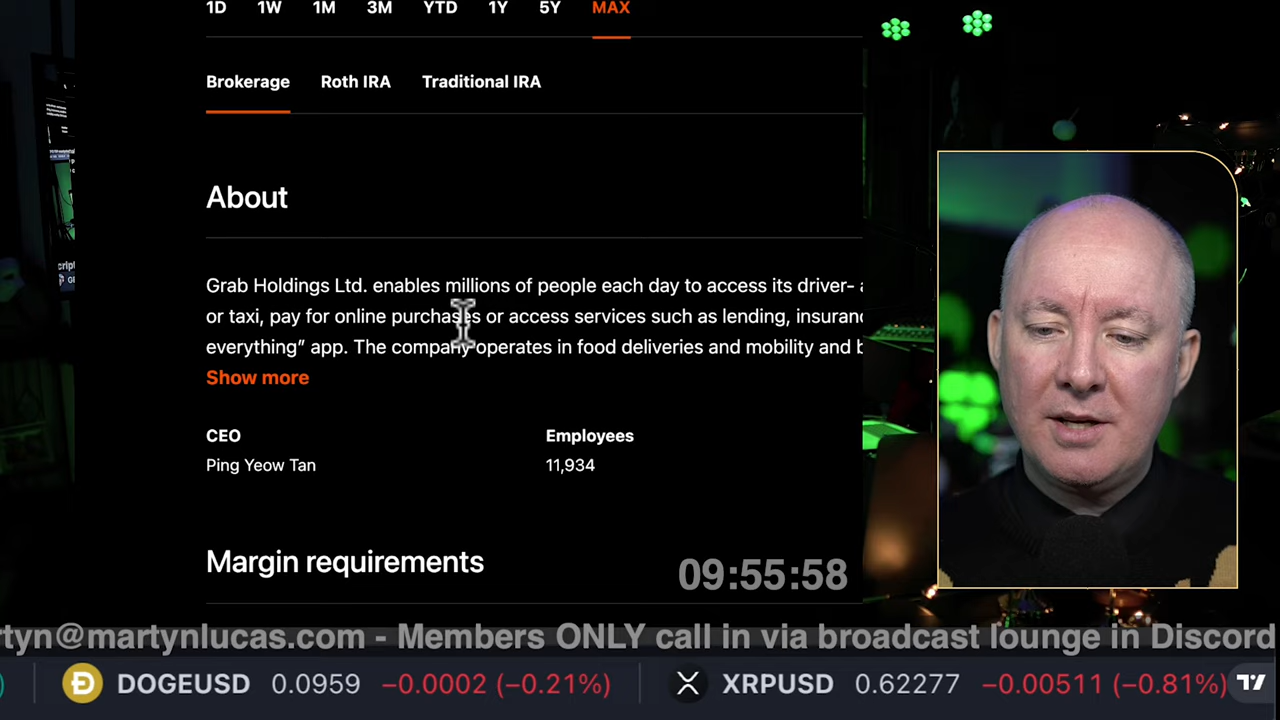 1D 1W 1M 3M YTD 1Y 5Y MAX
Brokerage Roth IRA Traditional IRA
About
Grab Holdings Ltd. enables millions of people each day to access its driver-
or taxi, pay for online purchases or access services such as lending,
everything” app. The company operates in food deliveries and mobility and
Show more
CEO Employees
Ping Yeow Tan 11,934
Margin requirements
09:55:58
rtyn@martynlucas.com - Members ONLY call in via broadcast lounge in Discord
DOGEUSD 0.0959 −0.0002 (−0.21%) XRPUSD 0.62277 −0.00511 (−0.81%)